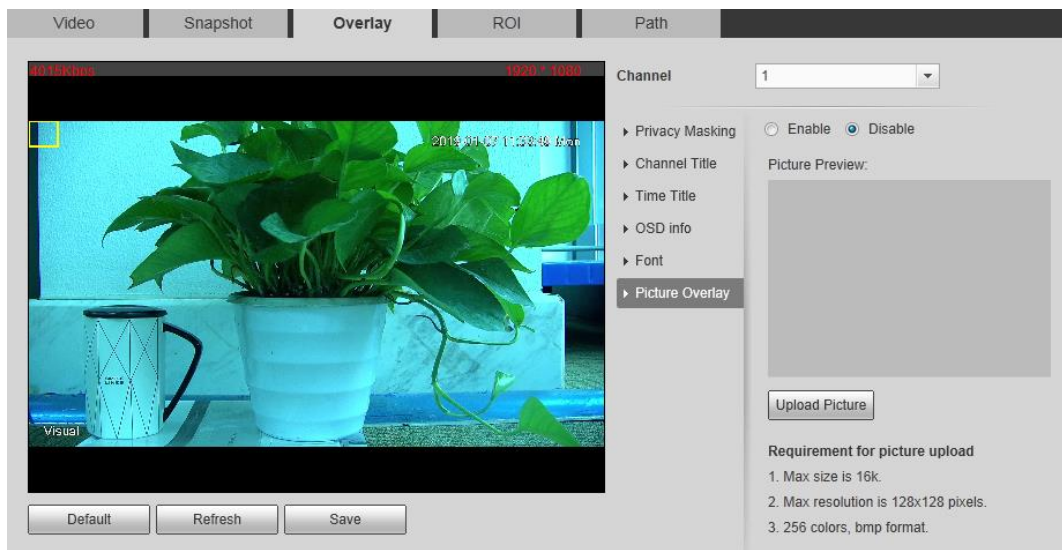 Video Snapshot Overlay ROI Path
4015Kbps 1920 * 1080
Channel 1
Privacy Masking
Enable Disable
Channel Title
Picture Preview:
Time Title
OSD info
Font
Picture Overlay
Visual
Upload Picture
Requirement for picture upload
1. Max size is 16k.
2. Max resolution is 128x128 pixels.
3. 256 colors, bmp format.
Default Refresh Save